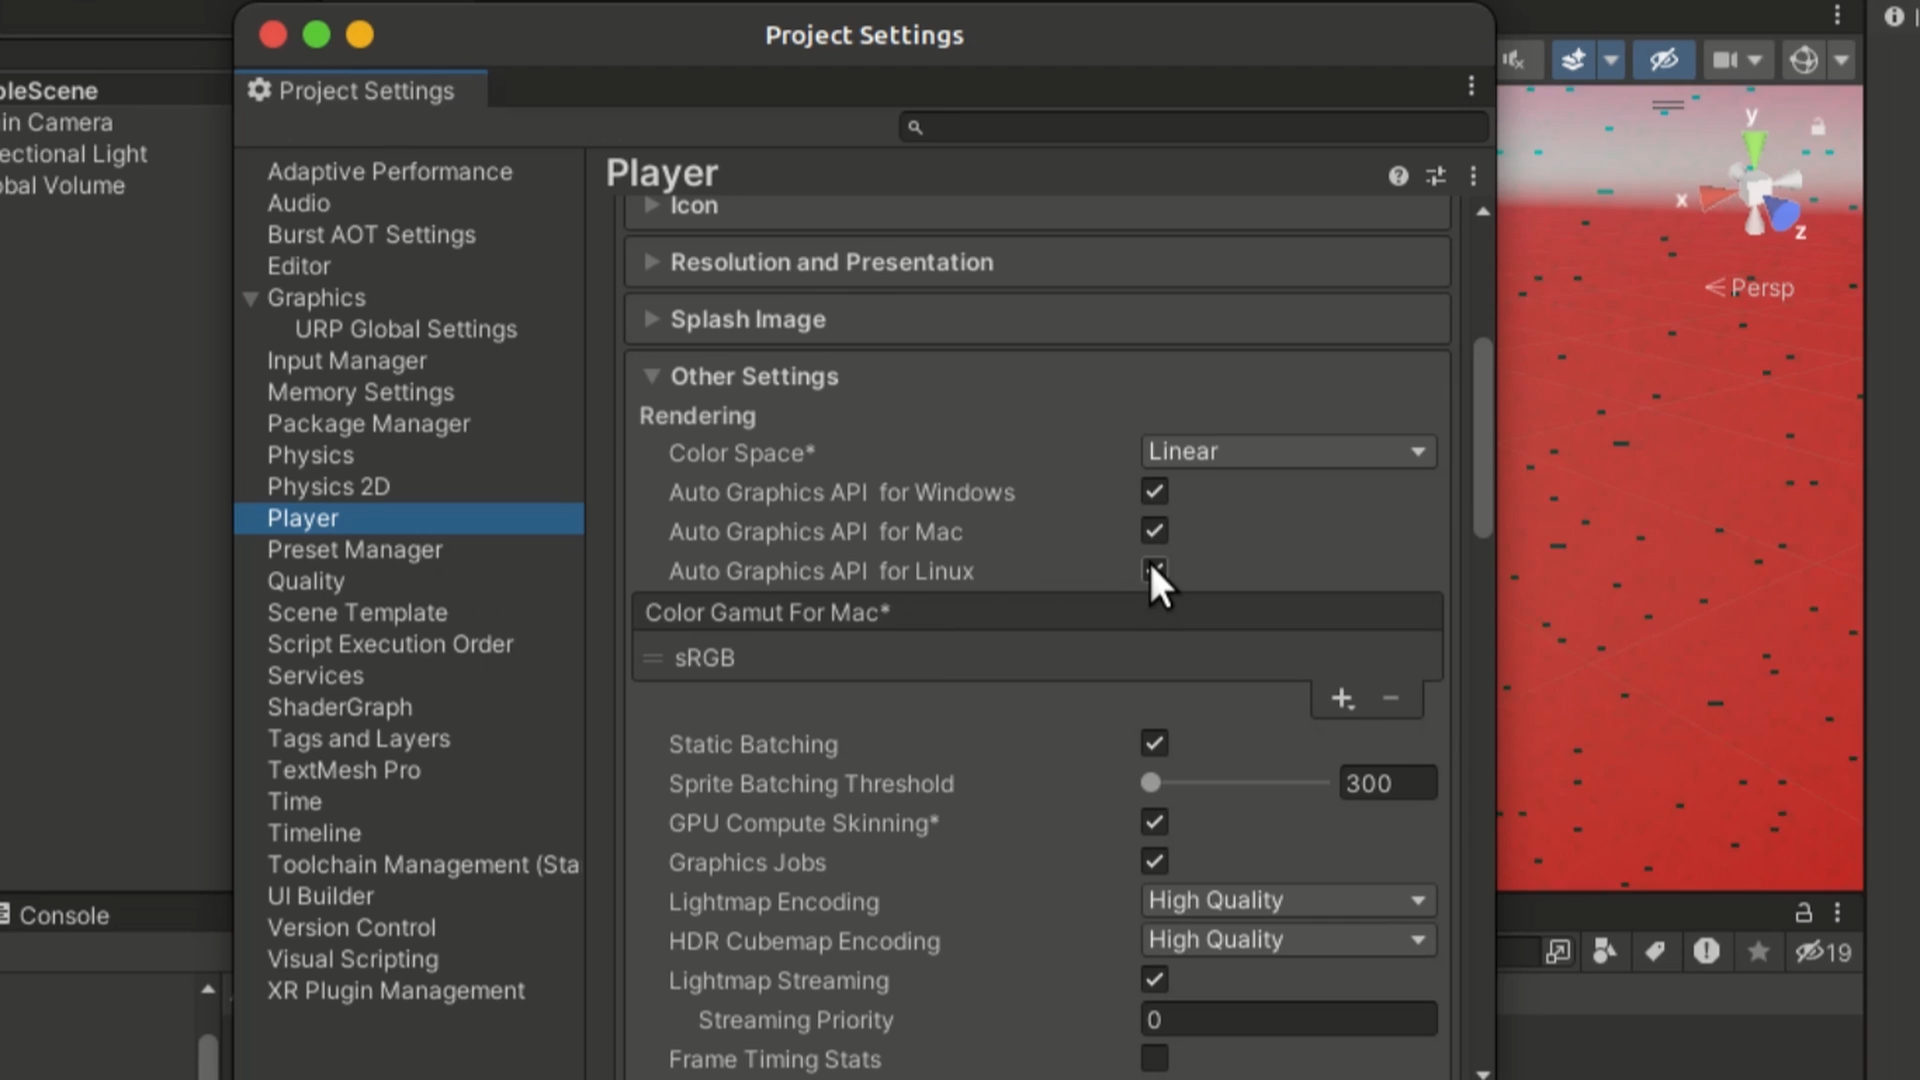 Project Settings
Project Settings
Player
Adaptive Performance
Audio
Burst AOT Settings
Editor
Graphics
URP Global Settings
Input Manager
Memory Settings
Package Manager
Physics
Physics 2D
Player
Preset Manager
Quality
Scene Template
Script Execution Order
Services
ShaderGraph
Tags and Layers
TextMesh Pro
Time
Timeline
Toolchain Management (Sta
UI Builder
Version Control
Visual Scripting
XR Plugin Management
Icon
Resolution and Presentation
Splash Image
Other Settings
Rendering
Color Space* Linear
Auto Graphics API for Windows
Auto Graphics API for Mac
Auto Graphics API for Linux
Color Gamut For Mac*
sRGB
Static Batching
Sprite Batching Threshold 300
GPU Compute Skinning*
Graphics Jobs
Lightmap Encoding High Quality
HDR Cubemap Encoding High Quality
Lightmap Streaming
Streaming Priority 0
Frame Timing Stats
pleScene
in Camera
ectional Light
obal Volume
Console
y
x
z
Persp
19